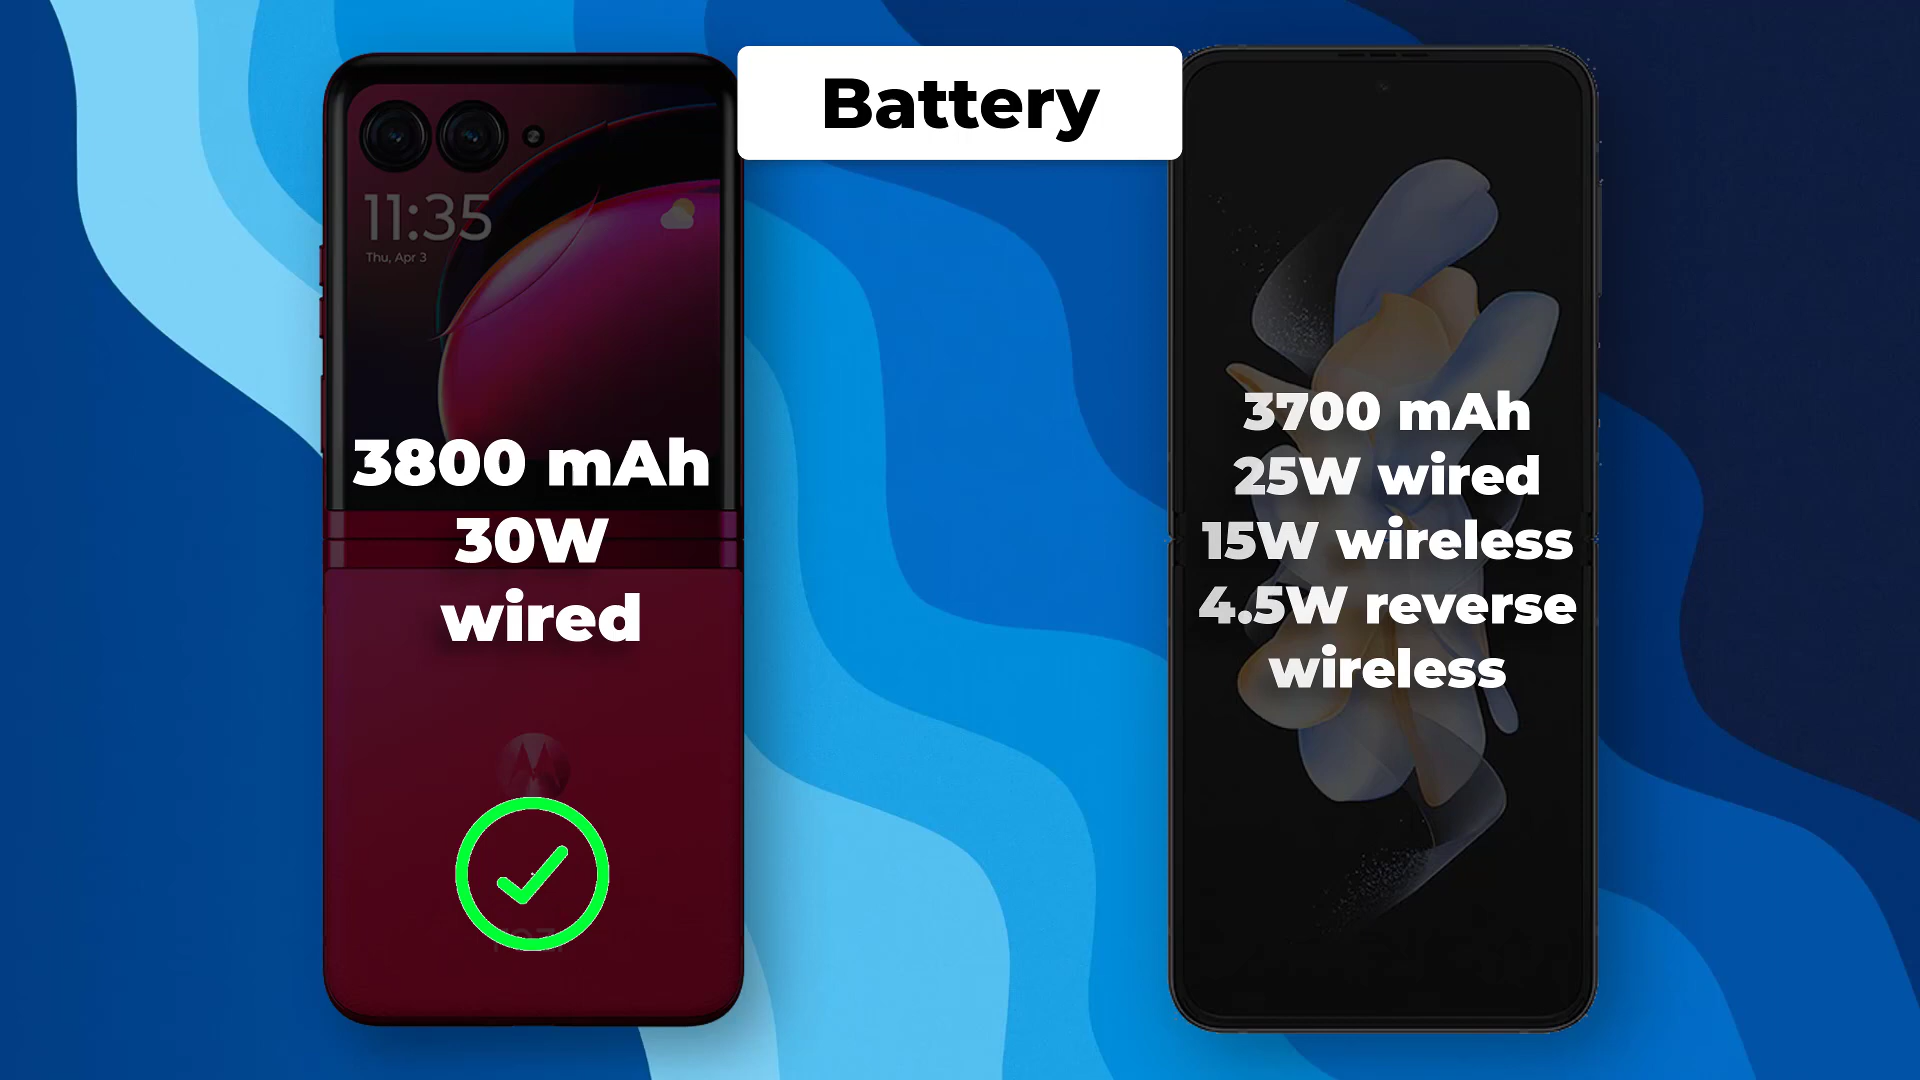 Battery
11:35
Thu, Apr 3
3800 mAh
30W
wired
3700 mAh
25W wired
15W wireless
4.5W reverse
wireless